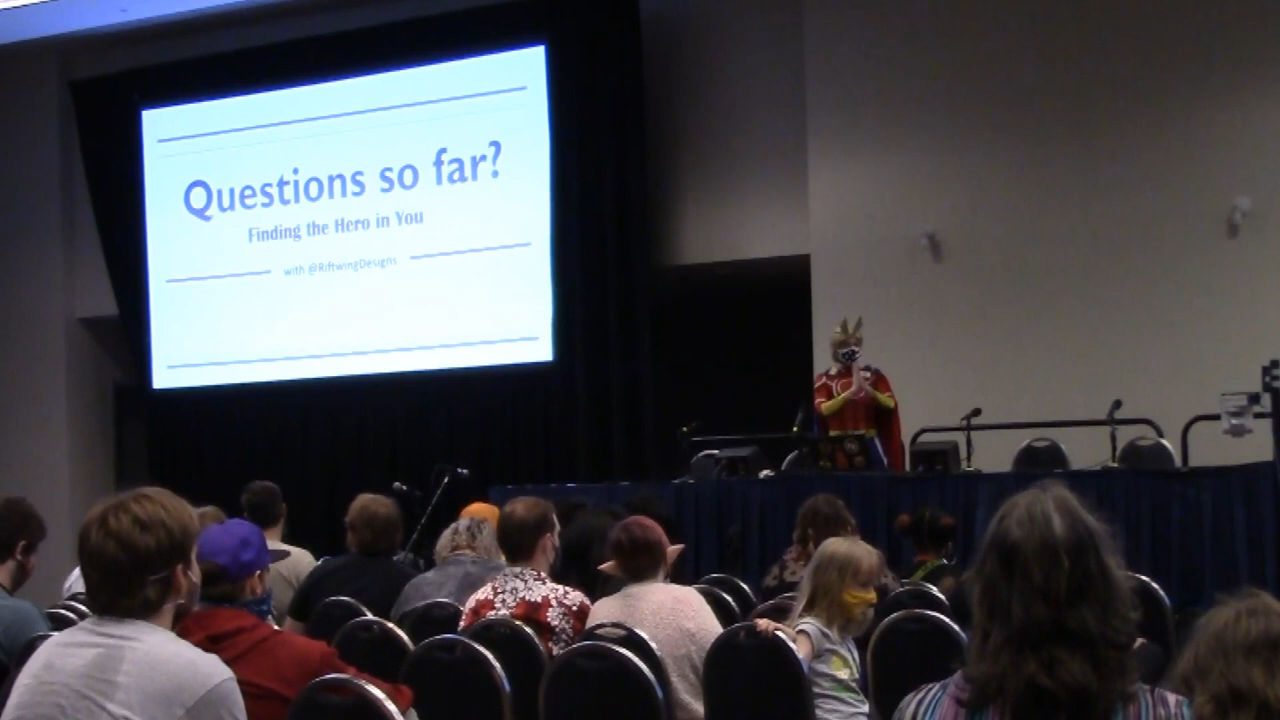 Questions so far?
Finding the Hero in You
with @RiftwingDesigns